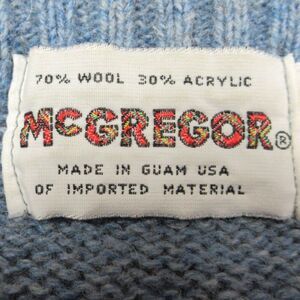 70% WOOL 30% ACRYLIC
McGREGOR®
MADE IN GUAM USA
OF IMPORTED MATERIAL